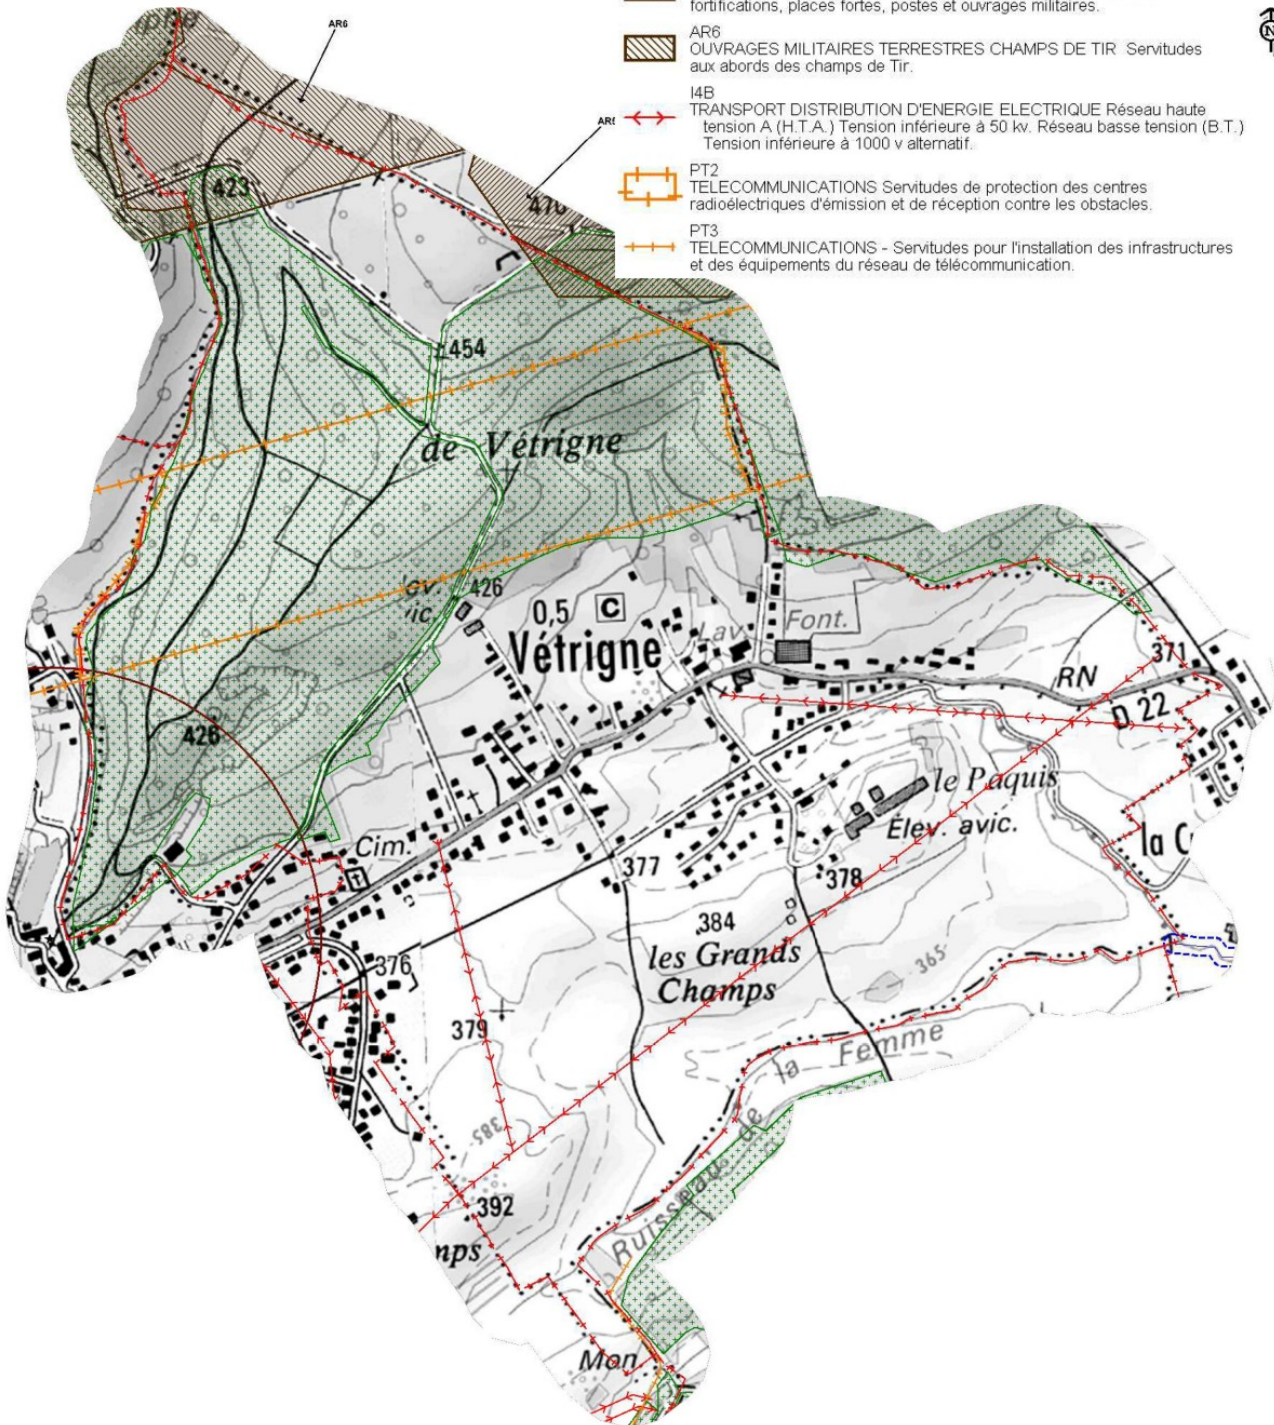 fortifications, places fortes, postes et ouvrages militaires.
AR6
OUVRAGES MILITAIRES TERRESTRES CHAMPS DE TIR Servitudes
aux abords des champs de Tir.
I4B
TRANSPORT DISTRIBUTION D'ENERGIE ELECTRIQUE Réseau haute
tension A (H.T.A.) Tension inférieure à 50 kv. Réseau basse tension (B.T.)
Tension inférieure à 1000 v alternatif.
PT2
TELECOMMUNICATIONS Servitudes de protection des centres
radioélectriques d'émission et de réception contre les obstacles.
PT3
TELECOMMUNICATIONS - Servitudes pour l'installation des infrastructures
et des équipements du réseau de télécommunication.
N
AR6
423
454
de Vétrigne
426
0,5 C
Vétrigne
Lav.
Font.
371
RN
D 22
426
le Paquis
Élev. avic.
Cim.
377
378
la C
384
les Grands
Champs
365
376
379
Ruisseau de la Femme
385
392
mps
Mon.